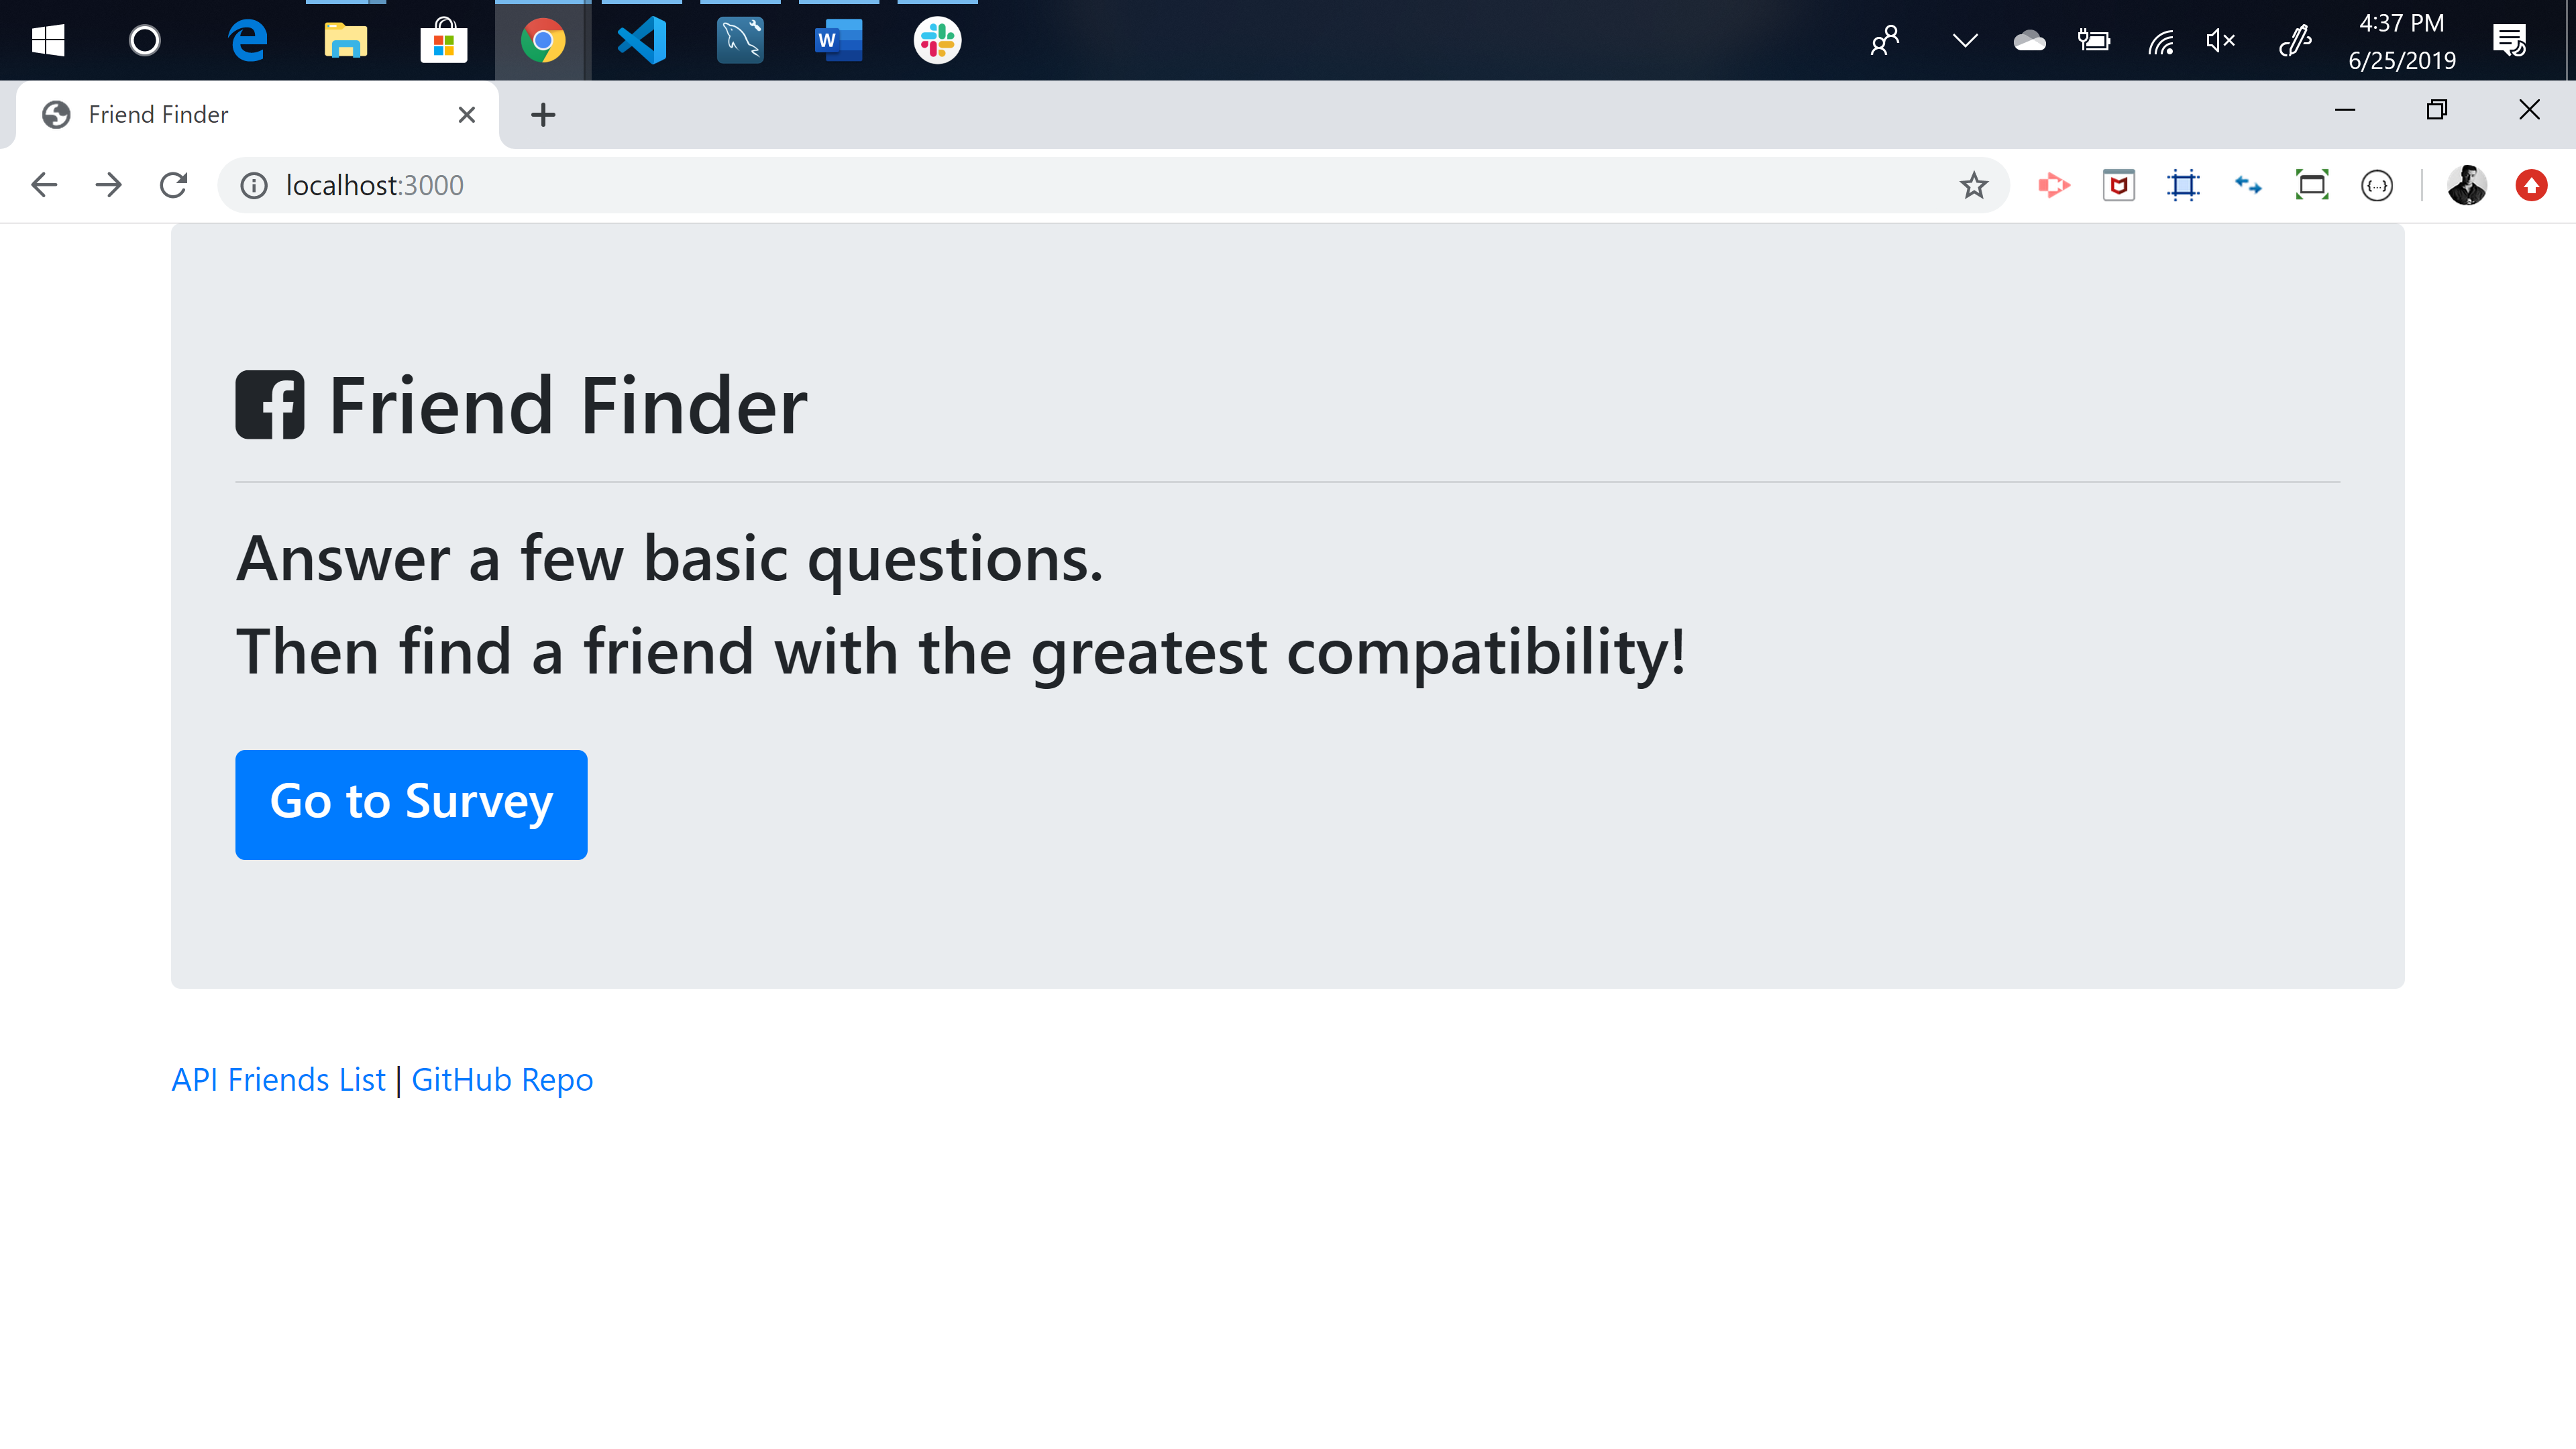 W
4:37 PM
6/25/2019
Friend Finder
localhost:3000
{...}
Friend Finder
Answer a few basic questions.
Then find a friend with the greatest compatibility!
Go to Survey
API Friends List | GitHub Repo